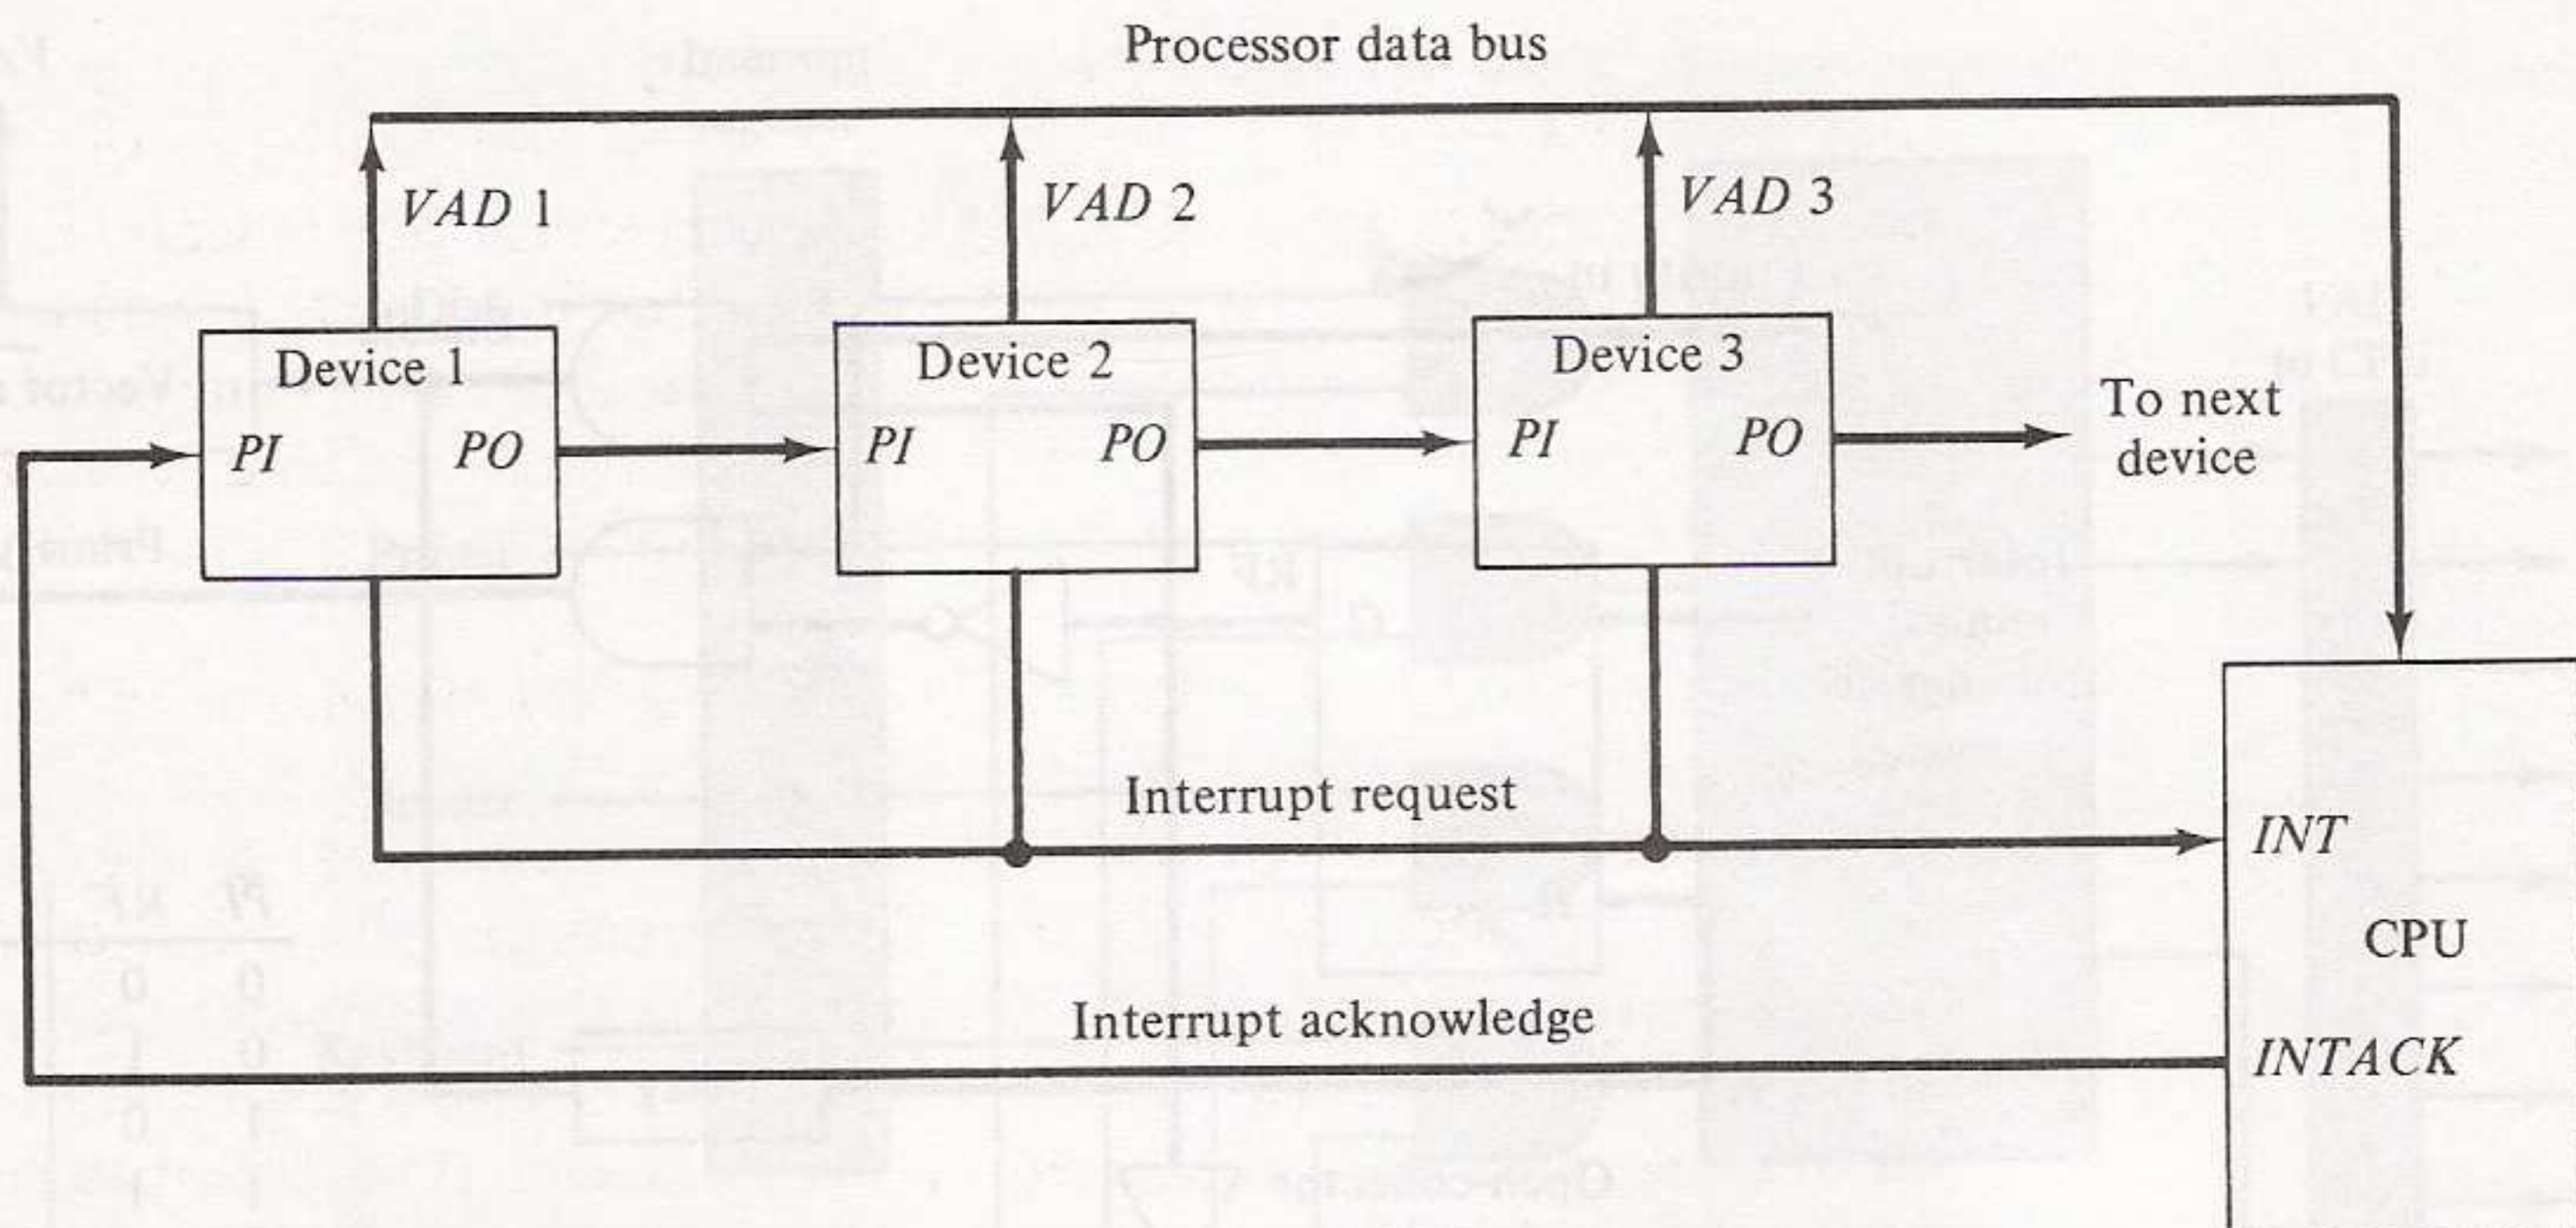 Processor data bus
VAD 1
VAD 2
VAD 3
Device 1
PI PO
Device 2
PI PO
Device 3
PI PO
To next
device
Interrupt request
INT
CPU
Interrupt acknowledge
INTACK